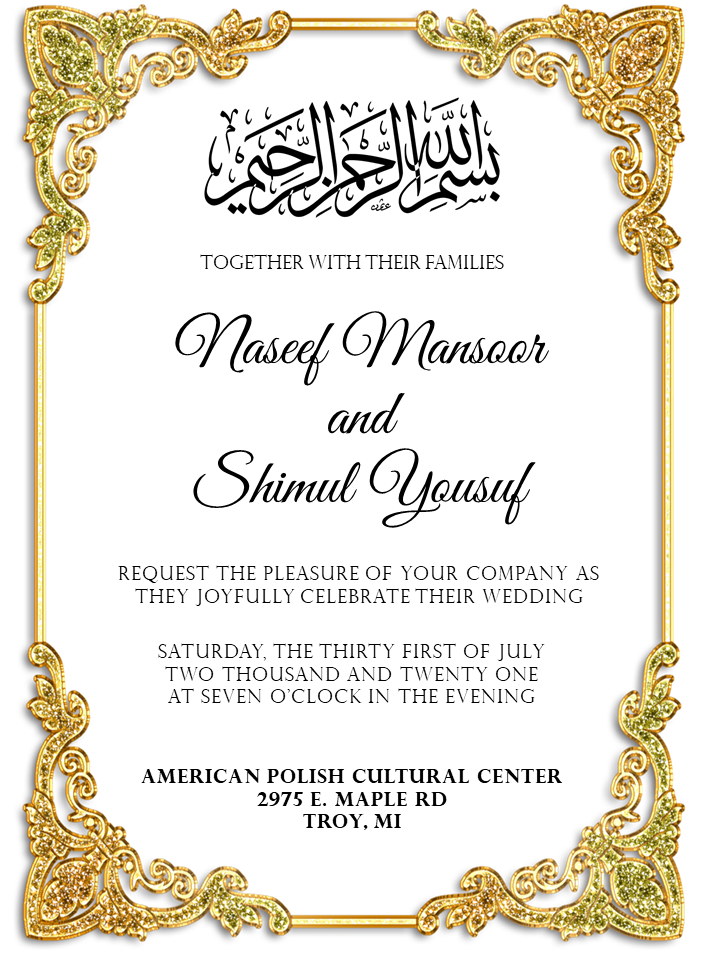 بسم الله الرحمن الرحيم
TOGETHER WITH THEIR FAMILIES
Naseef Mansoor
and
Shimul Yousuf
REQUEST THE PLEASURE OF YOUR COMPANY AS
THEY JOYFULLY CELEBRATE THEIR WEDDING
SATURDAY, THE THIRTY FIRST OF JULY
TWO THOUSAND AND TWENTY ONE
AT SEVEN O'CLOCK IN THE EVENING
AMERICAN POLISH CULTURAL CENTER
2975 E. MAPLE RD
TROY, MI